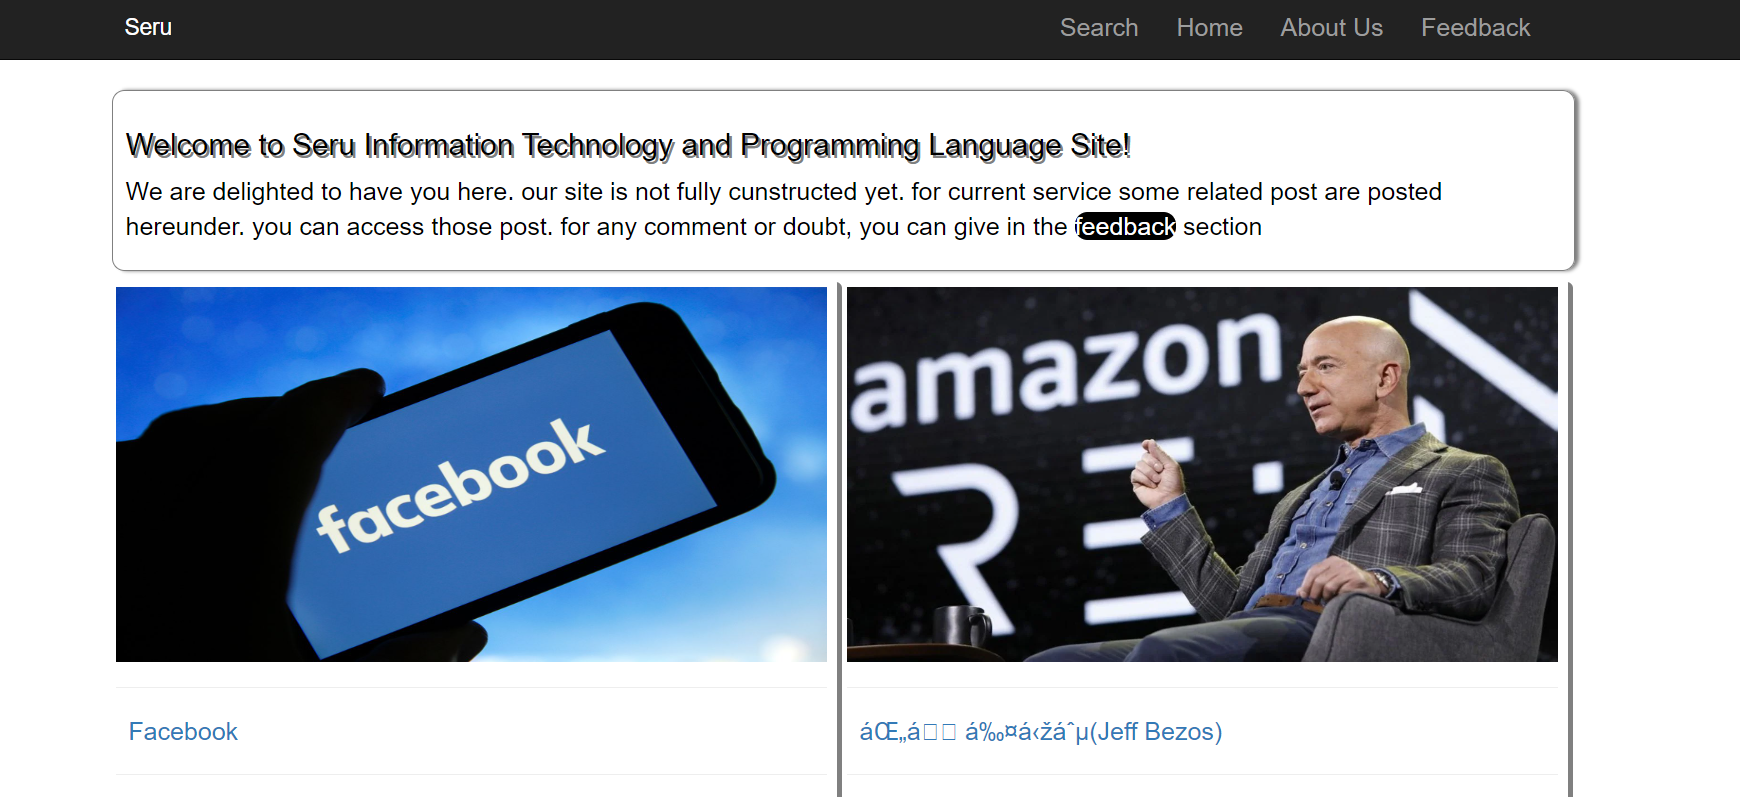 Seru Search Home About Us Feedback
Welcome to Seru Information Technology and Programming Language Site!
We are delighted to have you here. our site is not fully cunstructed yet. for current service some related post are posted
hereunder. you can access those post. for any comment or doubt, you can give in the feedback section
facebook
amazon
RE:
Facebook
(Jeff Bezos)